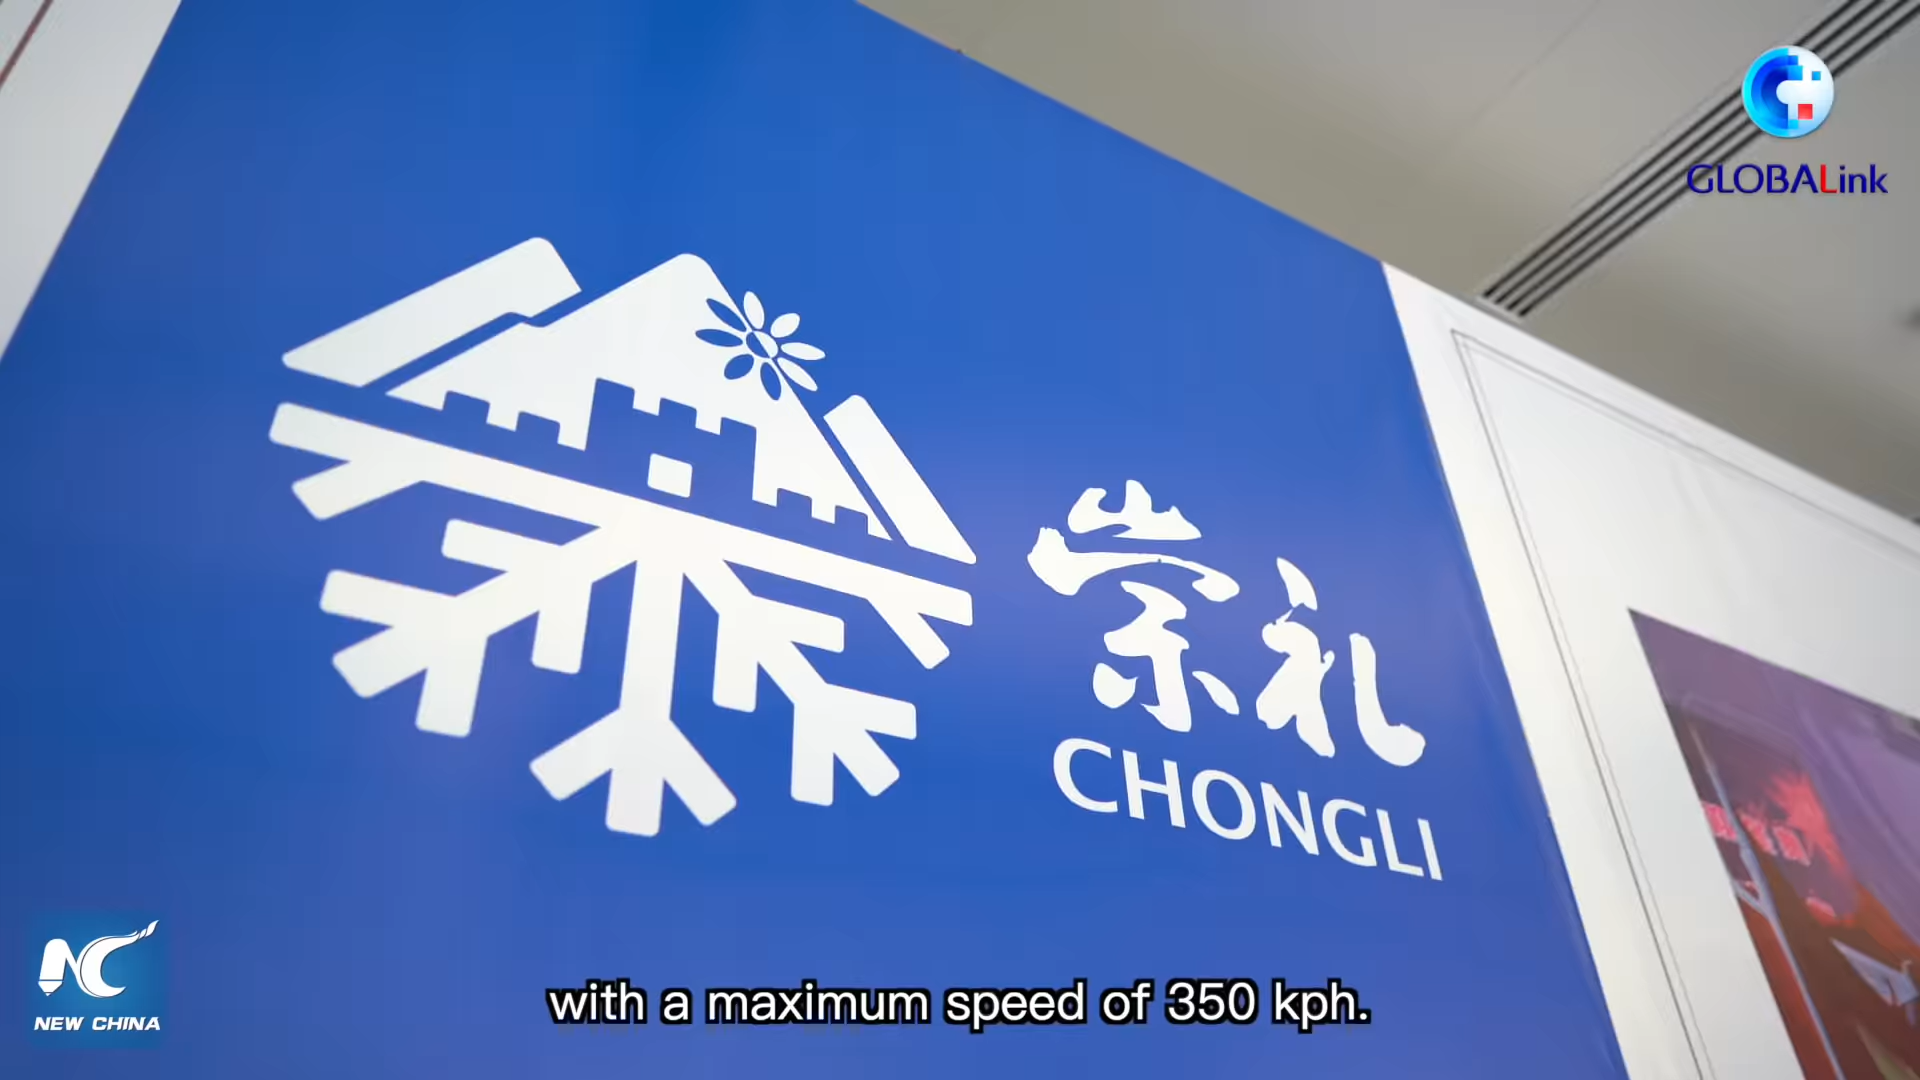 GLOBALink
崇礼
CHONGLI
NEW CHINA
with a maximum speed of 350 kph.